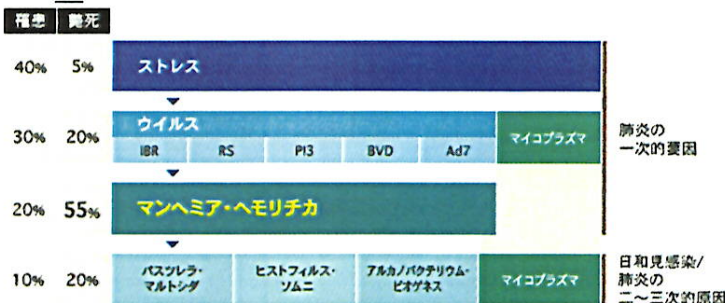 罹患 斃死
40% 5% ストレス
30% 20% ウイルス
IBR RS PI3 BVD Ad7
マイコプラズマ
肺炎の
一次的要因
20% 55% マンヘミア・ヘモリチカ
10% 20%
パスツレラ・
マルトシダ
ヒストフィルス・
ソムニ
アルカノバクテリウム・
ピオゲネス
マイコプラズマ
日和見感染/
肺炎の
二〜三次的原因